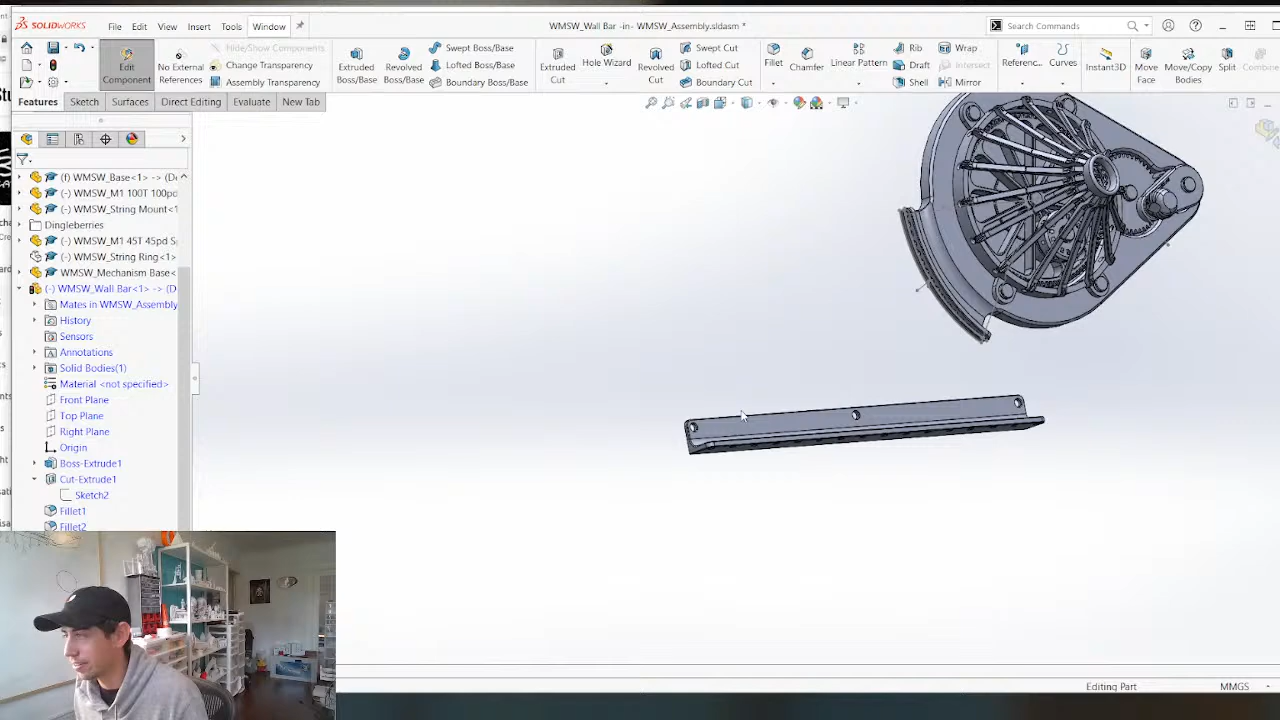 SOLIDWORKS File Edit View Insert Tools Window WMSW_Wall Bar -in- WMSW_Assembly.sldasm * Search Commands
Edit Component
No External References
Hide/Show Components
Change Transparency
Assembly Transparency
Extruded Boss/Base
Revolved Boss/Base
Swept Boss/Base
Lofted Boss/Base
Boundary Boss/Base
Extruded Cut
Hole Wizard
Revolved Cut
Swept Cut
Lofted Cut
Boundary Cut
Fillet
Chamfer
Linear Pattern
Rib
Draft
Shell
Wrap
Intersect
Mirror
Referenc...
Curves
Instant3D
Move Face
Move/Copy Bodies
Split
Combine
Features Sketch Surfaces Direct Editing Evaluate New Tab
(f) WMSW_Base<1> -> (De
(-) WMSW_M1 100T 100pd
(-) WMSW_String Mount<1
Dingleberries
(-) WMSW_M1 45T 45pd S
(-) WMSW_String Ring<1>
WMSW_Mechanism Base<
(-) WMSW_Wall Bar<1> -> (D
Mates in WMSW_Assembly
History
Sensors
Annotations
Solid Bodies(1)
Material <not specified>
Front Plane
Top Plane
Right Plane
Origin
Boss-Extrude1
Cut-Extrude1
Sketch2
Fillet1
Fillet2
Editing Part MMGS